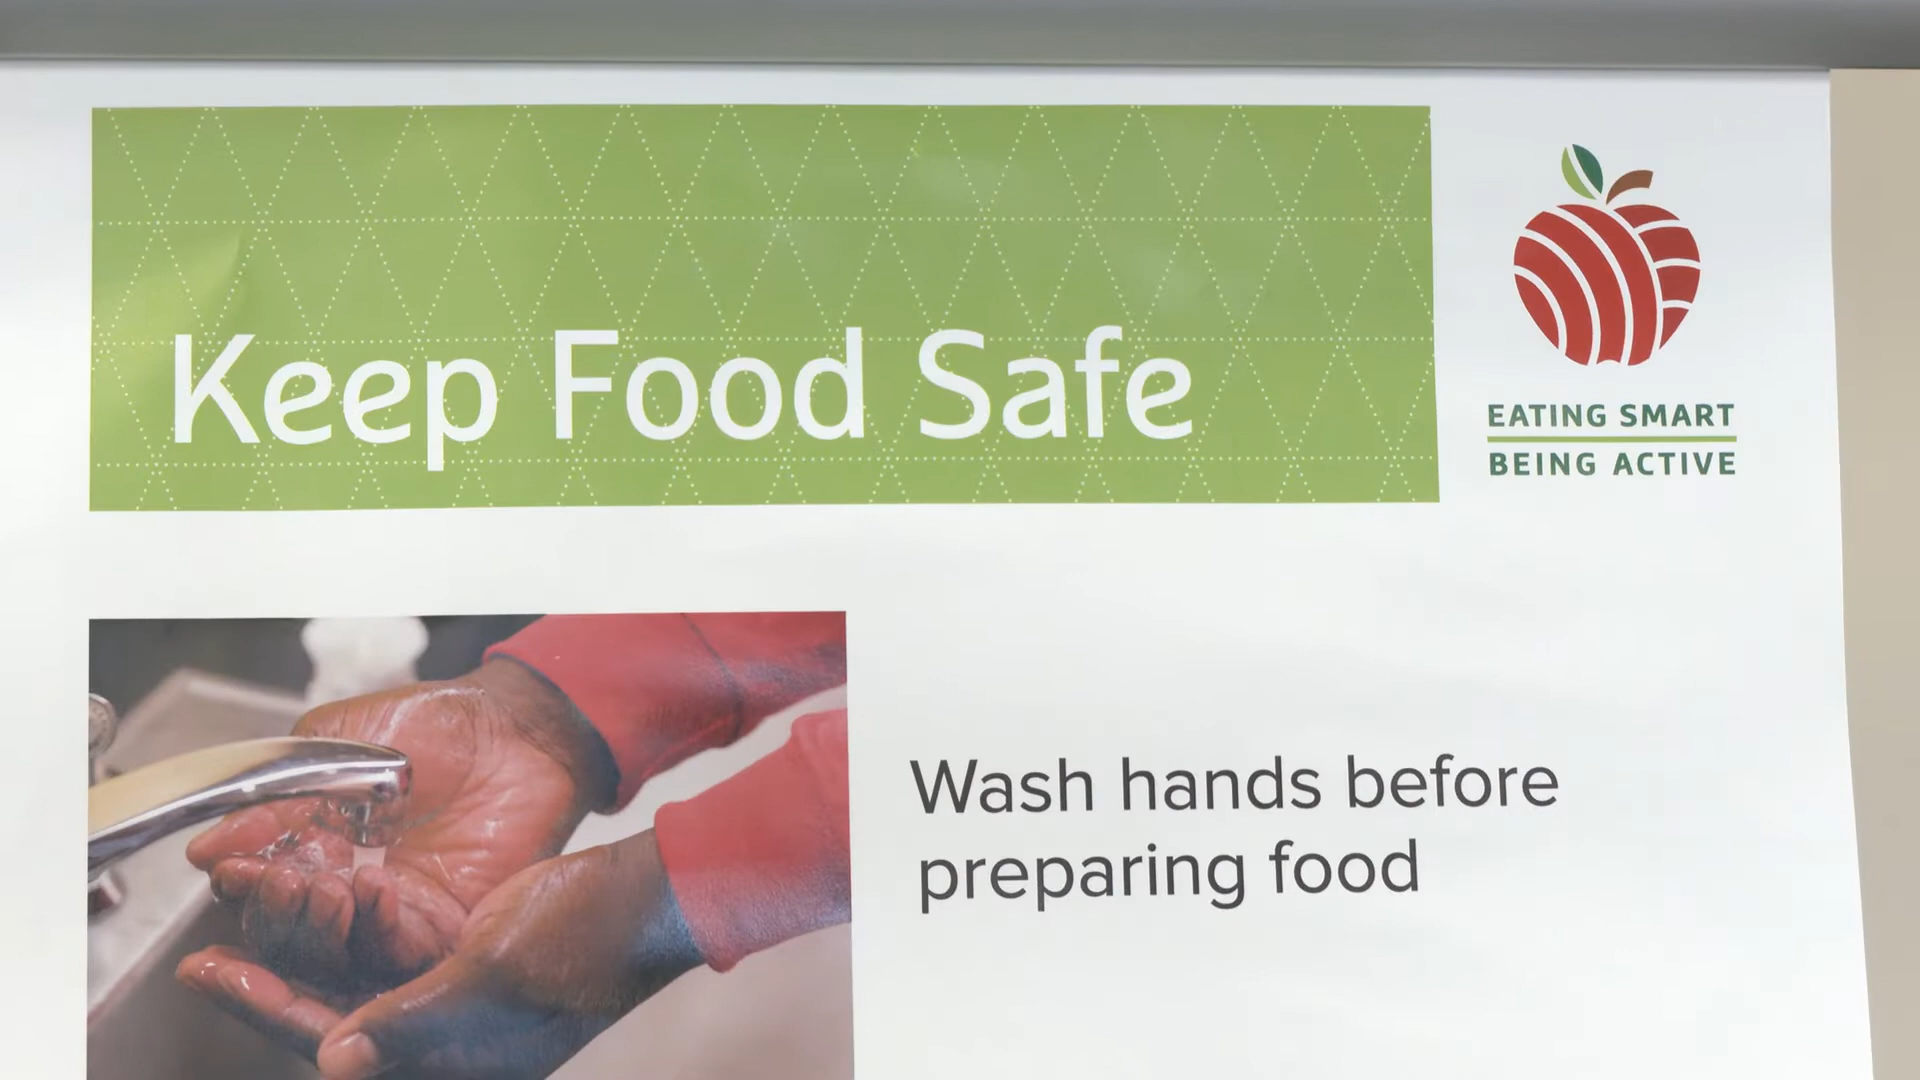 Keep Food Safe
EATING SMART
BEING ACTIVE
Wash hands before
preparing food